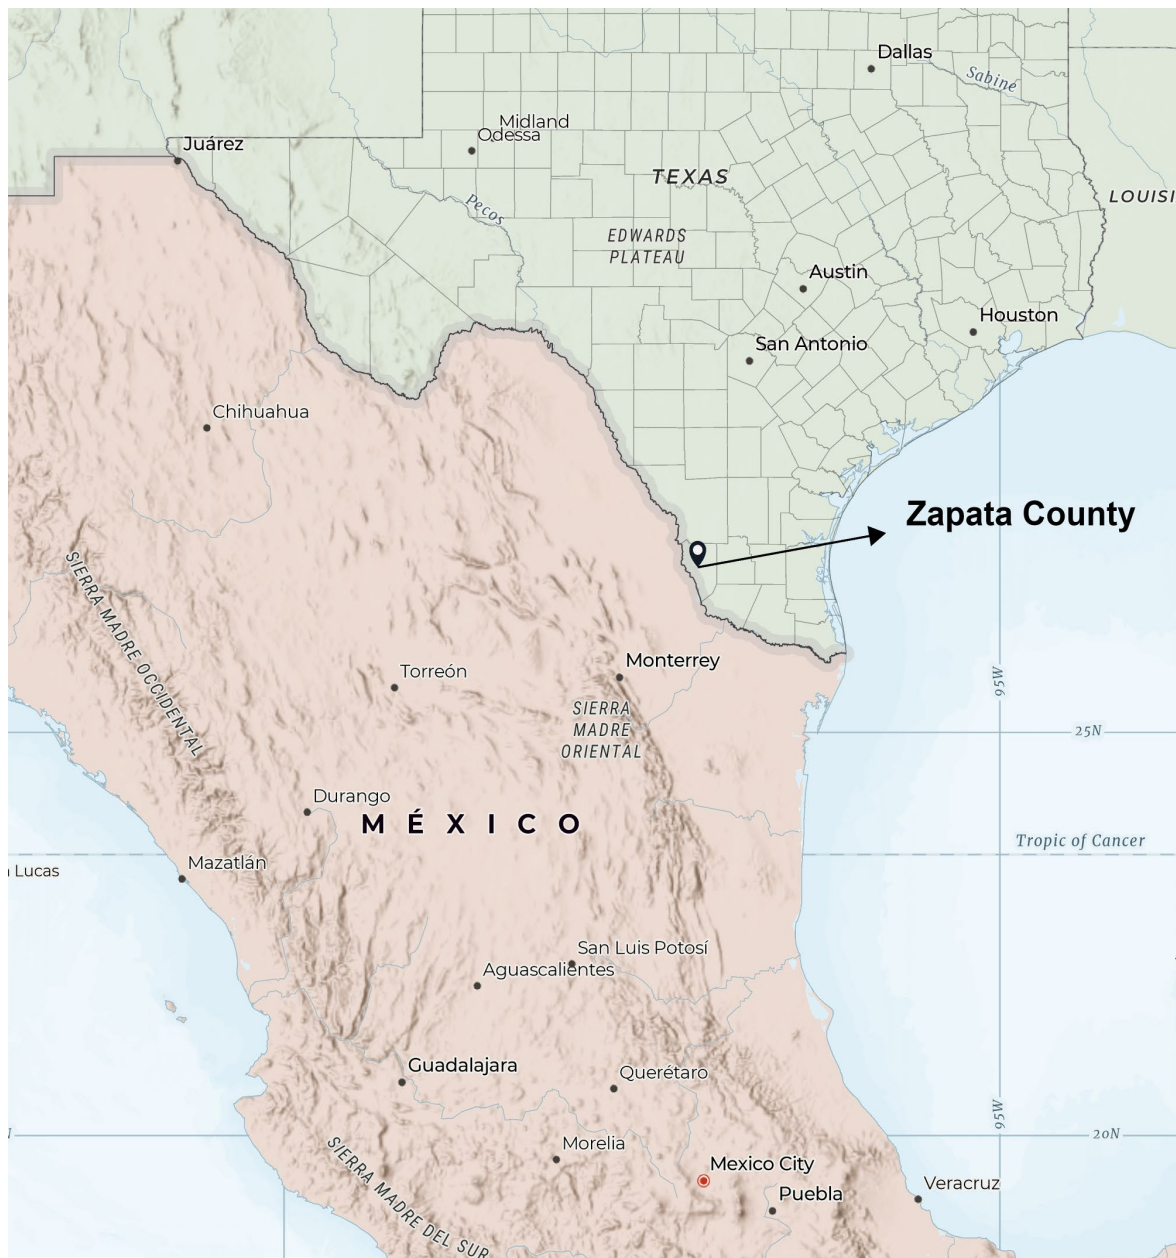 Dallas
Sabine
Midland
Odessa
Juárez
TEXAS
LOUISI
Pecos
EDWARDS
PLATEAU
Austin
Houston
San Antonio
Chihuahua
Zapata County
SIERRA MADRE OCCIDENTAL
Monterrey
Torreón
95W
SIERRA
MADRE
ORIENTAL
25N
Durango
MÉXICO
Tropic of Cancer
Mazatlán
Lucas
San Luis Potosí
Aguascalientes
Guadalajara
Querétaro
95W
20N
Morelia
SIERRA MADRE DEL SUR
Mexico City
Puebla
Veracruz